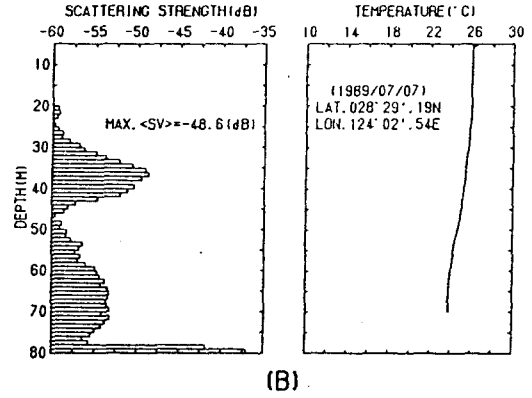 SCATTERING STRENGTH(dB)
-60 -55 -50 -45 -40 -35
10
20
30
40
50
60
70
80
DEPTH(M)
MAX. <SV>=-48.6(dB)
TEMPERATURE(°C)
10 14 18 22 26 30
(1989/07/07)
LAT.028°29'.19N
LON.124°02'.54E
(B)